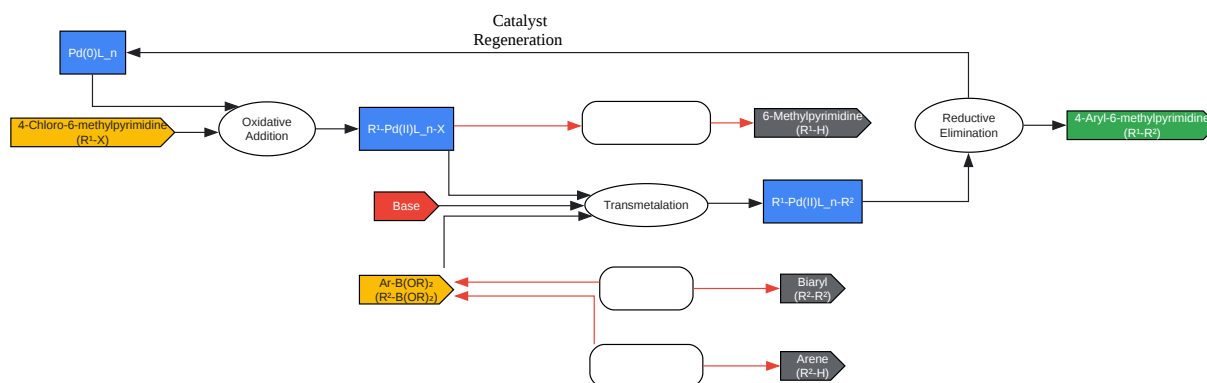 Catalyst
Regeneration
Pd(0)L_n
4-Chloro-6-methylpyrimidine
(R¹-X)
Oxidative
Addition
R¹-Pd(II)L_n-X
6-Methylpyrimidine
(R¹-H)
Reductive
Elimination
4-Aryl-6-methylpyrimidine
(R¹-R²)
Base
Transmetalation
R¹-Pd(II)L_n-R²
Ar-B(OR)₂
(R²-B(OR)₂)
Biaryl
(R²-R²)
Arene
(R²-H)